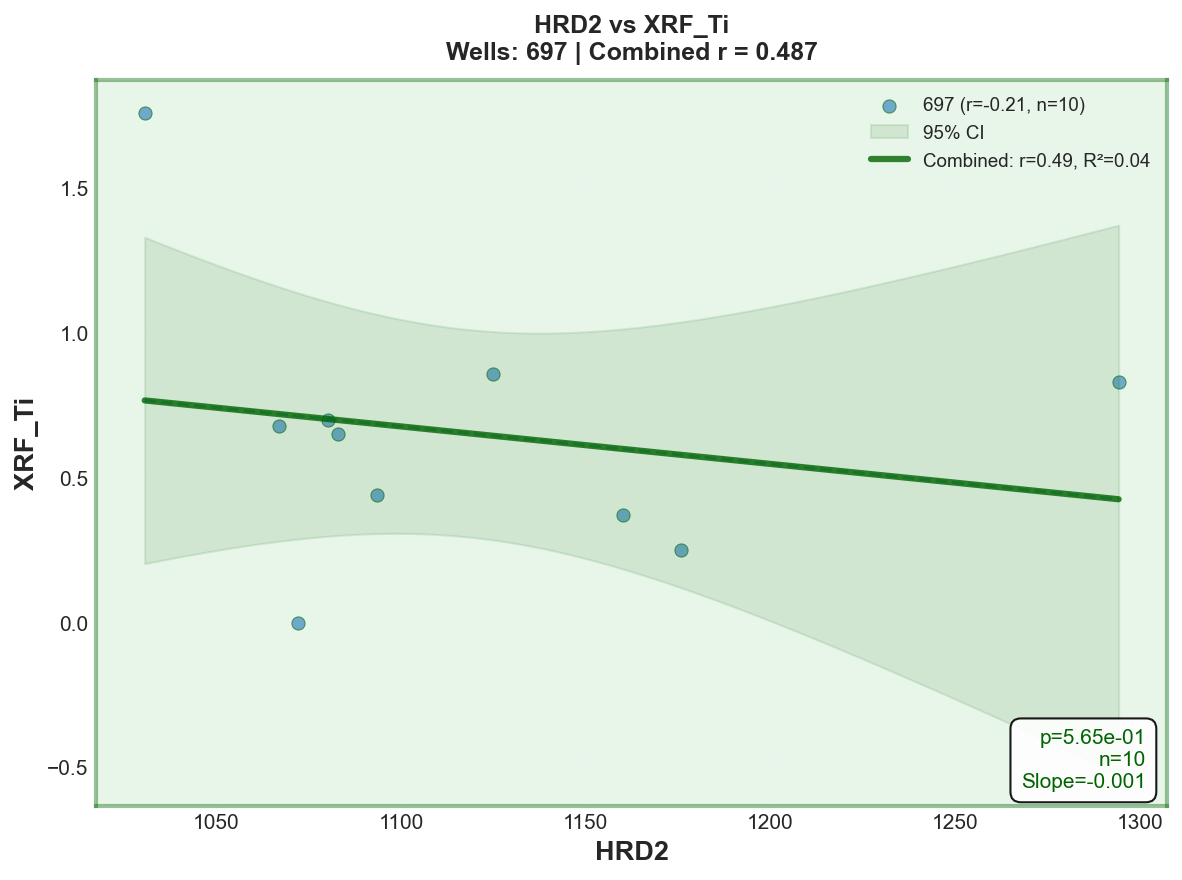 HRD2 vs XRF_Ti
Wells: 697 | Combined r = 0.487
697 (r=-0.21, n=10)
95% CI
Combined: r=0.49, R²=0.04
XRF_Ti
1.5
1.0
0.5
0.0
−0.5
p=5.65e-01
n=10
Slope=-0.001
1050
1100
1150
1200
1250
1300
HRD2